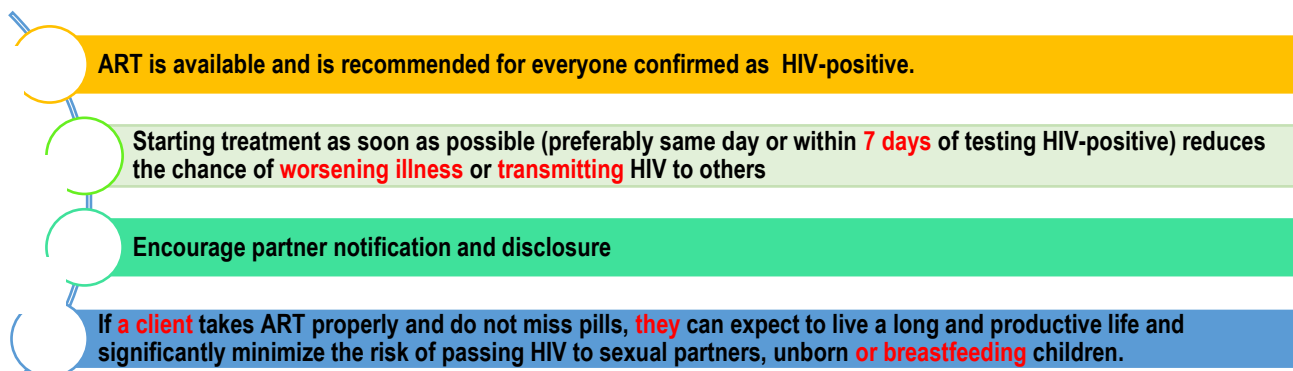 ART is available and is recommended for everyone confirmed as  HIV-positive.
Starting treatment as soon as possible (preferably same day or within 7 days of testing HIV-positive) reduces
the chance of worsening illness or transmitting HIV to others
Encourage partner notification and disclosure
If a client takes ART properly and do not miss pills, they can expect to live a long and productive life and
significantly minimize the risk of passing HIV to sexual partners, unborn or breastfeeding children.